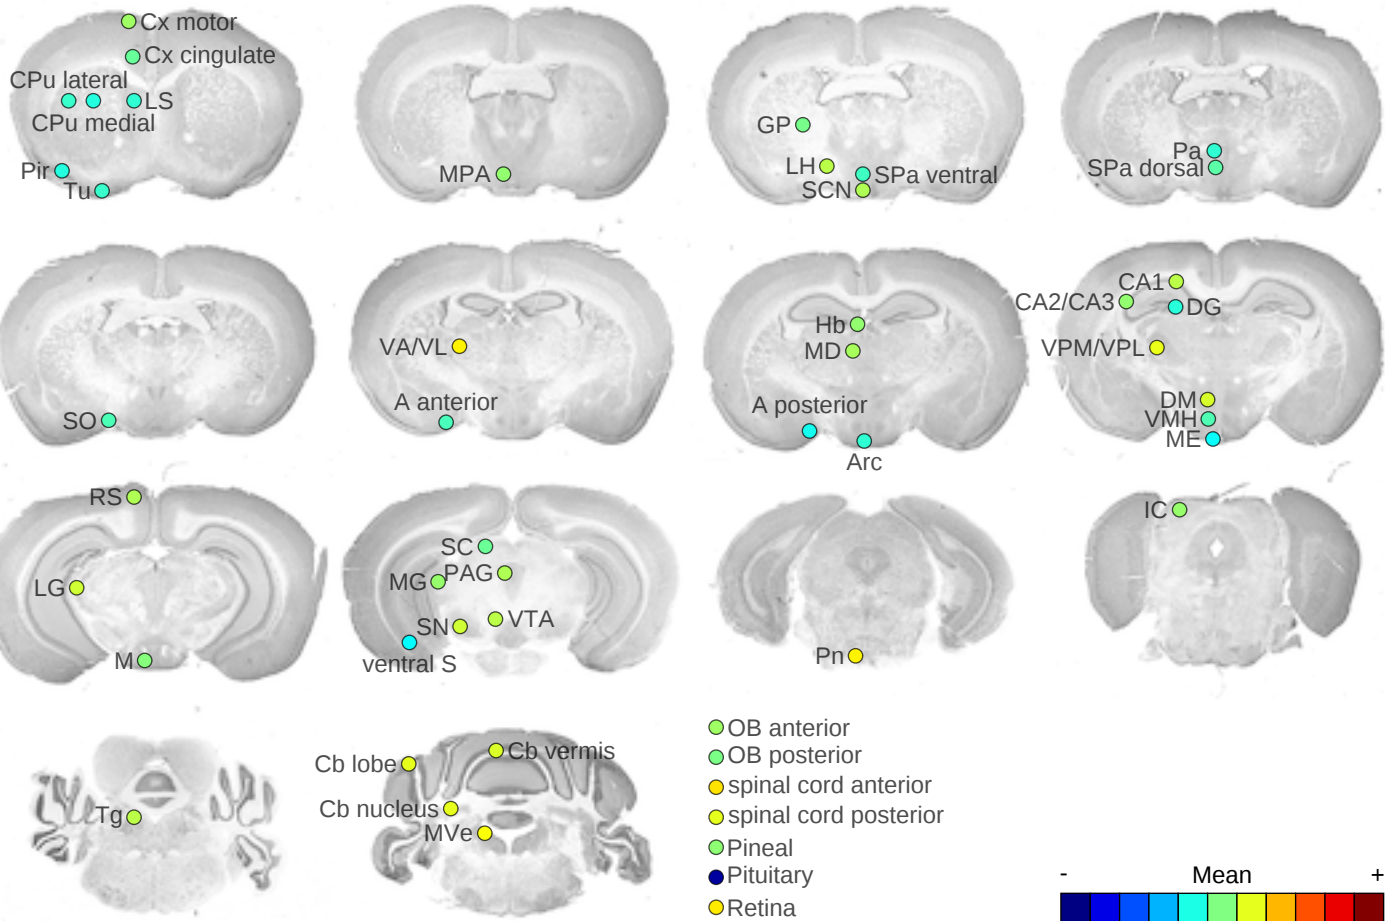 Cx motor
Cx cingulate
CPu lateral
LS
CPu medial
Pir
Tu
MPA
GP
LH
SPa ventral
SCN
Pa
SPa dorsal
SO
VA/VL
A anterior
Hb
MD
A posterior
Arc
CA1
CA2/CA3
DG
VPM/VPL
DM
VMH
ME
RS
LG
M
SC
MG
PAG
SN
VTA
ventral S
Pn
IC
Tg
Cb lobe
Cb vermis
Cb nucleus
MVe
OB anterior
OB posterior
spinal cord anterior
spinal cord posterior
Pineal
Pituitary
Retina
- Mean +